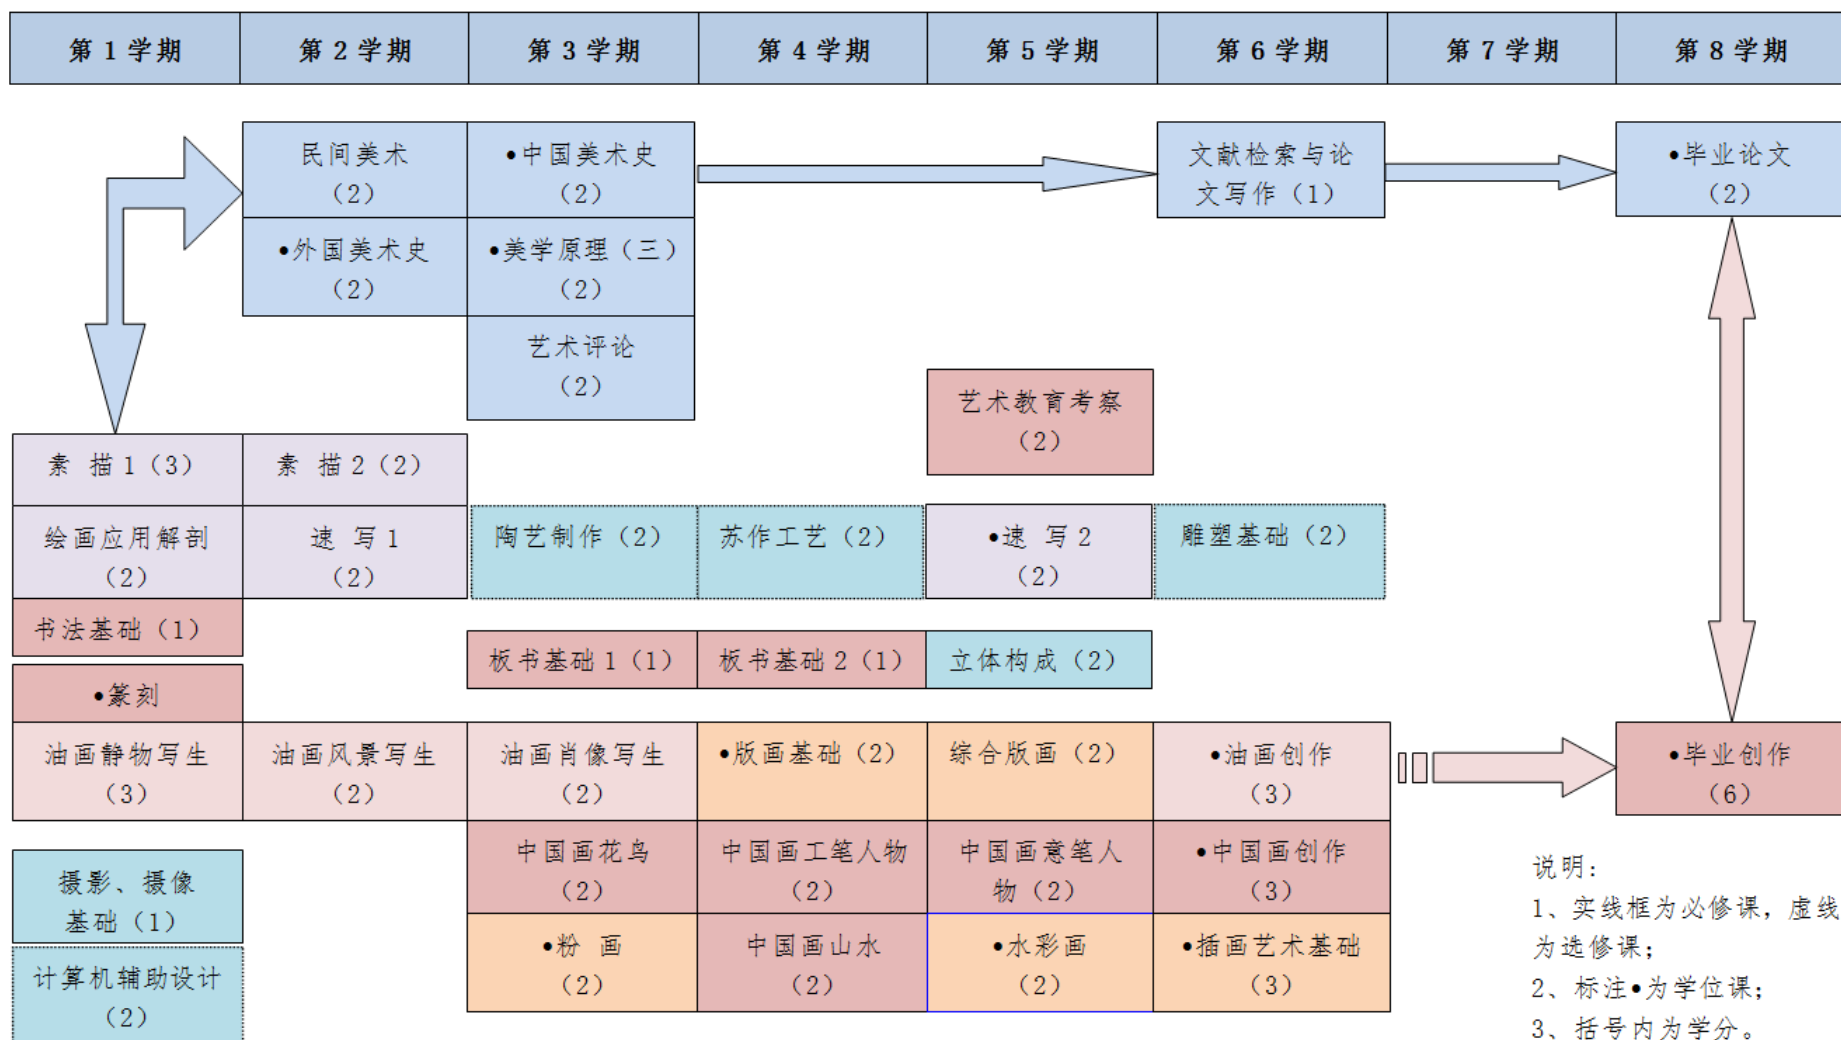 第1学期
第2学期
第3学期
第4学期
第5学期
第6学期
第7学期
第8学期
民间美术
（2）
•中国美术史
（2）
文献检索与论
文写作（1）
•毕业论文
（2）
•外国美术史
（2）
•美学原理（三）
（2）
艺术评论
（2）
艺术教育考察
（2）
素 描1（3）
素 描2（2）
绘画应用解剖
（2）
速 写1
（2）
陶艺制作（2）
苏作工艺（2）
•速 写2
（2）
雕塑基础（2）
书法基础（1）
板书基础1（1）
板书基础2（1）
立体构成（2）
•篆刻
油画静物写生
（3）
油画风景写生
（2）
油画肖像写生
（2）
•版画基础（2）
综合版画（2）
•油画创作
（3）
•毕业创作
（6）
中国画花鸟
（2）
中国画工笔人物
（2）
中国画意笔人
物（2）
•中国画创作
（3）
摄影、摄像
基础（1）
•粉 画
（2）
中国画山水
（2）
•水彩画
（2）
•插画艺术基础
（3）
计算机辅助设计
（2）
说明：
1、实线框为必修课，虚线
为选修课；
2、标注•为学位课；
3、括号内为学分。